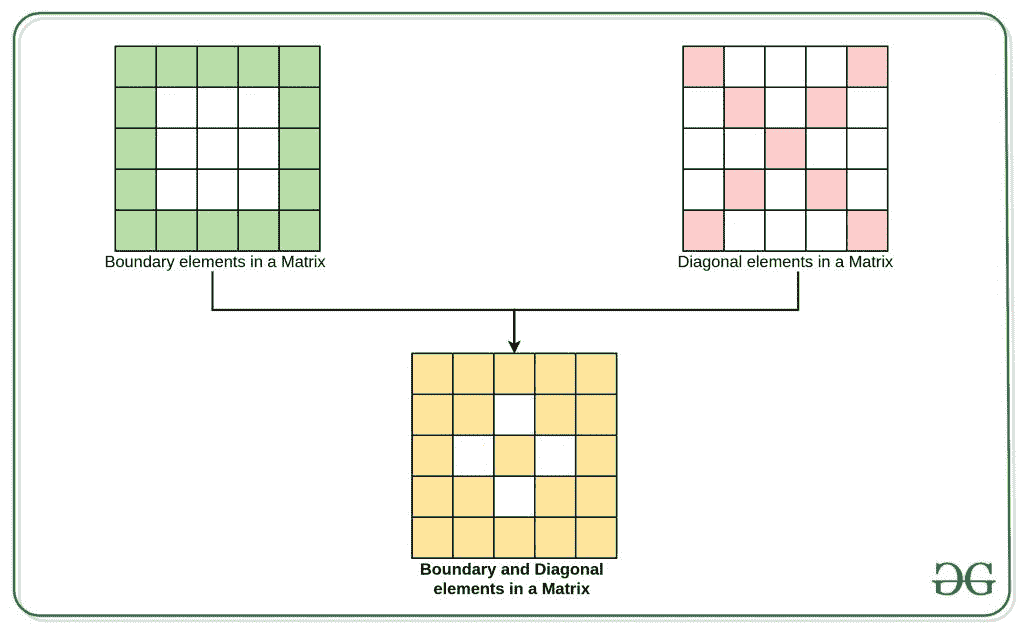 Boundary elements in a Matrix
Diagonal elements in a Matrix
Boundary and Diagonal
elements in a Matrix